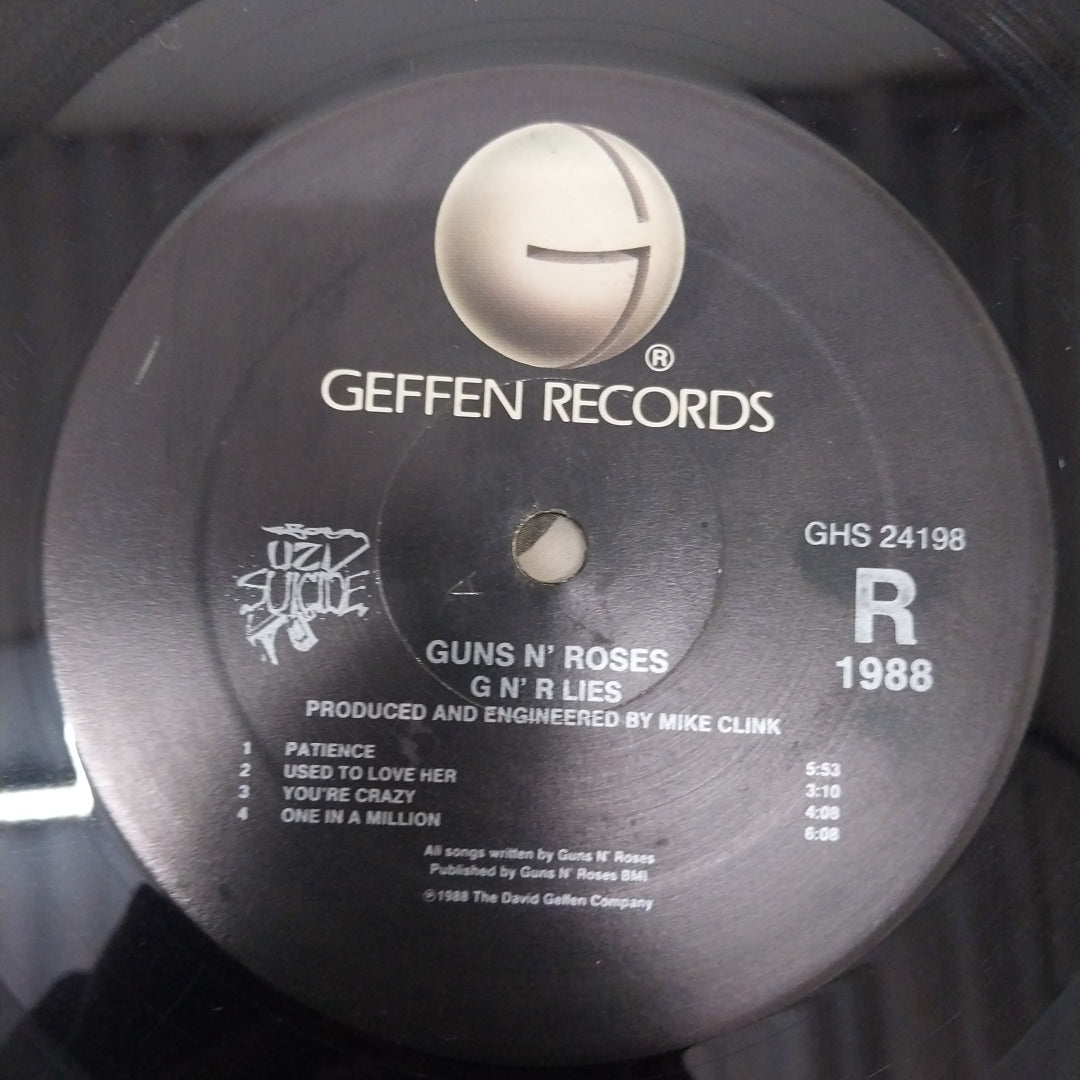 ®
GEFFEN RECORDS
UZI
SUICIDE
GHS 24198
R
1988
GUNS N' ROSES
G N' R LIES
PRODUCED AND ENGINEERED BY MIKE CLINK
1 PATIENCE 5:53
2 USED TO LOVE HER 3:10
3 YOU'RE CRAZY 4:08
4 ONE IN A MILLION 6:08
All songs written by Guns N' Roses
Published by Guns N' Roses BMI
℗1988 The David Geffen Company